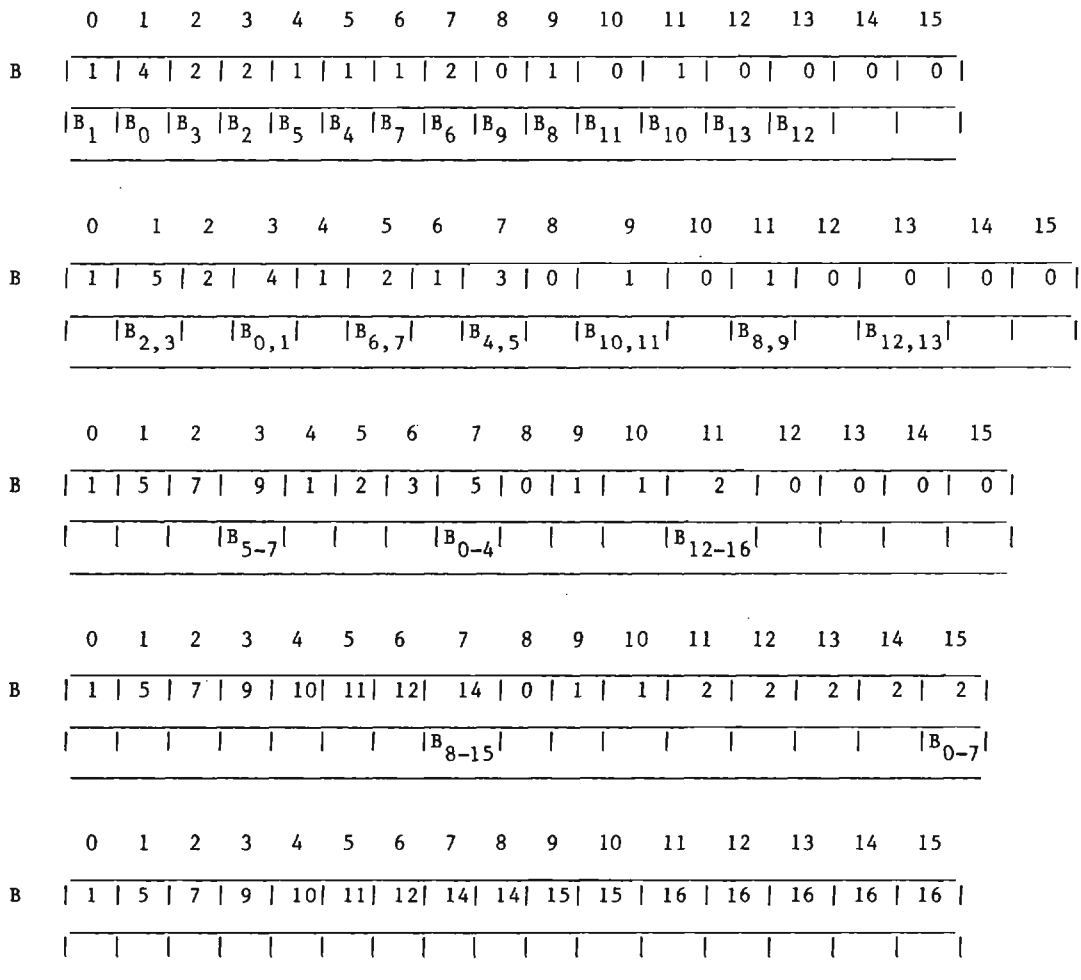 0 1 2 3 4 5 6 7 8 9 10 11 12 13 14 15
B | 1 | 4 | 2 | 2 | 1 | 1 | 1 | 2 | 0 | 1 | 0 | 1 | 0 | 0 | 0 | 0 |
|B1 |B0 |B3 |B2 |B5 |B4 |B7 |B6 |B9 |B8 |B11 |B10 |B13 |B12 | | |
0 1 2 3 4 5 6 7 8 9 10 11 12 13 14 15
B | 1 | 5 | 2 | 4 | 1 | 2 | 1 | 3 | 0 | 1 | 0 | 1 | 0 | 0 | 0 | 0 |
| |B2,3| |B0,1| |B6,7| |B4,5| |B10,11| |B8,9| |B12,13| | |
0 1 2 3 4 5 6 7 8 9 10 11 12 13 14 15
B | 1 | 5 | 7 | 9 | 1 | 2 | 3 | 5 | 0 | 1 | 1 | 2 | 0 | 0 | 0 | 0 |
| | | |B5-7| | | |B0-4| | | |B12-16| | | | |
0 1 2 3 4 5 6 7 8 9 10 11 12 13 14 15
B | 1 | 5 | 7 | 9 | 10| 11| 12| 14 | 0 | 1 | 1 | 2 | 2 | 2 | 2 | 2 |
| | | | | | | |B8-15| | | | | | | |B0-7|
0 1 2 3 4 5 6 7 8 9 10 11 12 13 14 15
B | 1 | 5 | 7 | 9 | 10| 11| 12| 14| 14| 15| 15 | 16 | 16 | 16 | 16 | 16 |
| | | | | | | | | | | | | | | | |